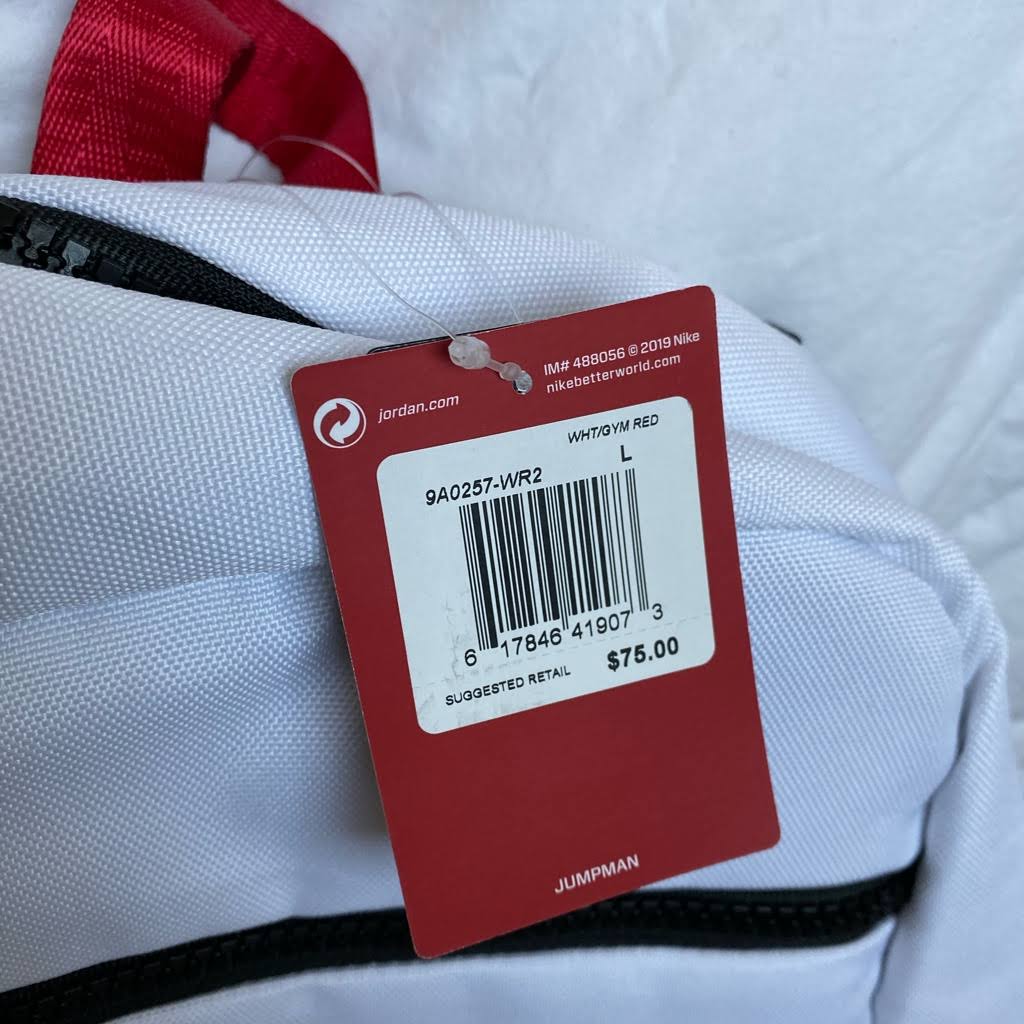 IM# 488056 © 2019 Nike
nikebetterworld.com
jordan.com
WHT/GYM RED
L
9A0257-WR2
6 17846 41907 3
SUGGESTED RETAIL $75.00
JUMPMAN